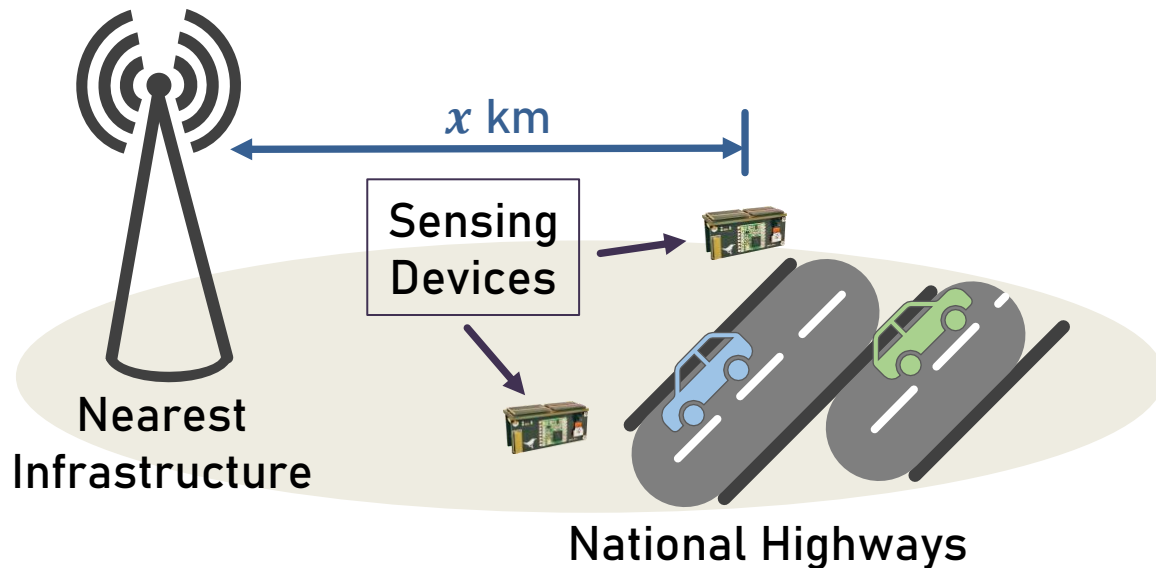 x km
Sensing
Devices
Nearest
Infrastructure
National Highways